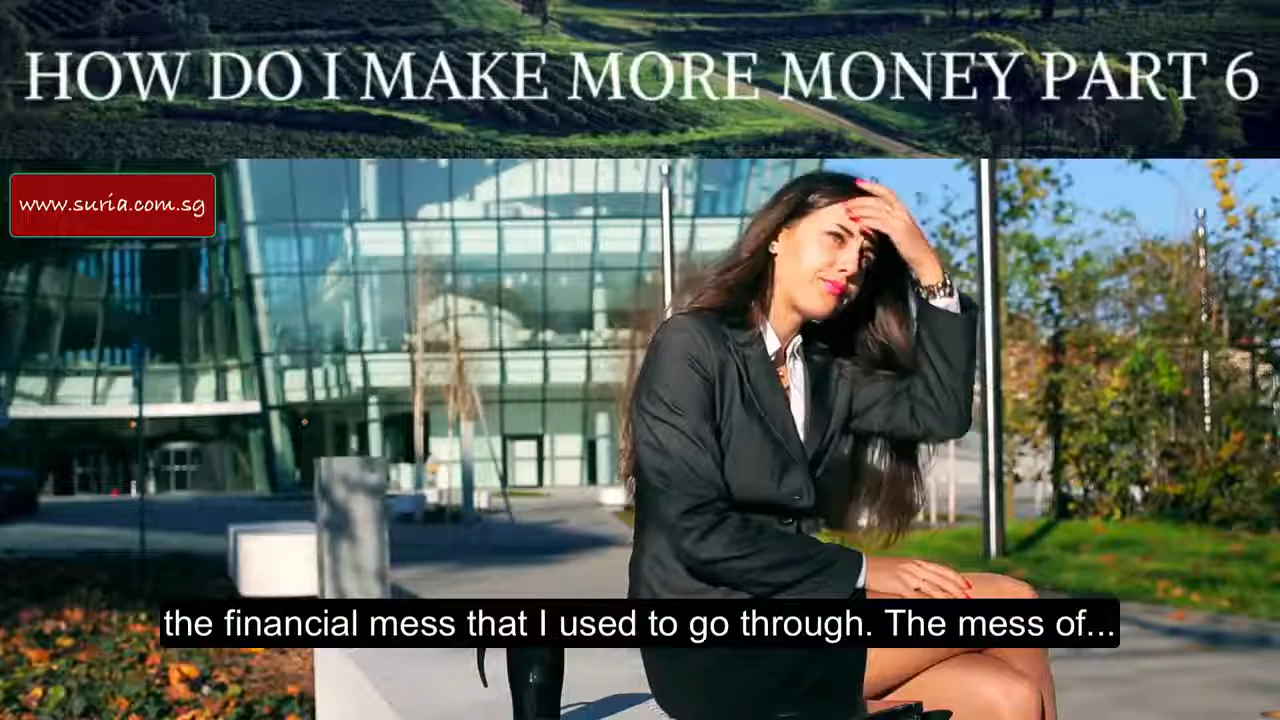 HOW DO I MAKE MORE MONEY PART 6
www.suria.com.sg
the financial mess that I used to go through. The mess of...